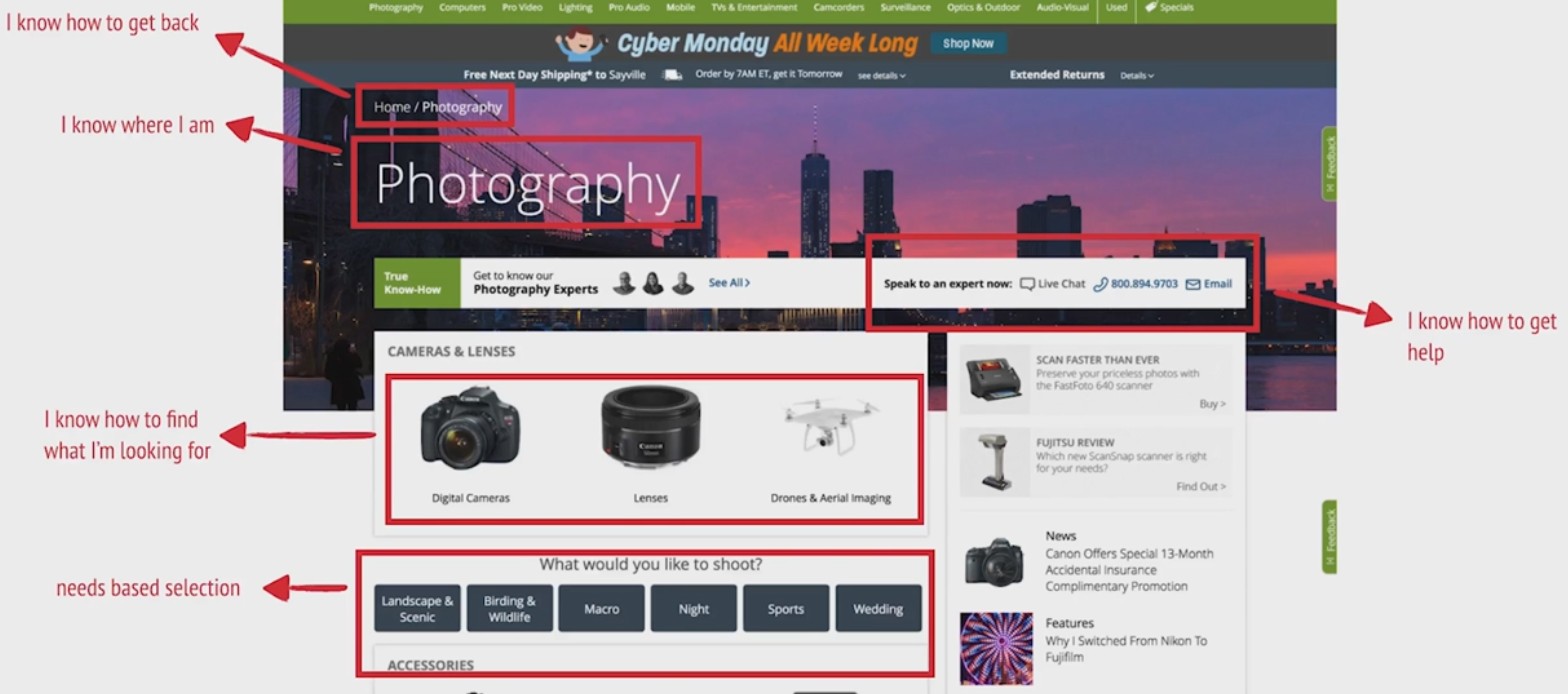 I know how to get back
Photography Computers Pro Video Lighting Pro Audio Mobile TVs & Entertainment Camcorders Surveillance Optics & Outdoor Audio-Visual Used Specials
Cyber Monday All Week Long Shop Now
Free Next Day Shipping* to Sayville Order by 7AM ET, get it Tomorrow see details Extended Returns Details
Home / Photography
I know where I am
Photography
Feedback
True
Know-How
Get to know our
Photography Experts
See All >
Speak to an expert now: Live Chat 800.894.9703 Email
I know how to get
help
CAMERAS & LENSES
Digital Cameras
Lenses
Drones & Aerial Imaging
Canon
Canon
I know how to find
what I'm looking for
SCAN FASTER THAN EVER
Preserve your priceless photos with
the FastFoto 640 scanner
Buy >
FUJITSU REVIEW
Which new ScanSnap scanner is right
for your needs?
Find Out >
Feedback
needs based selection
What would you like to shoot?
Landscape &
Scenic
Birding &
Wildlife
Macro
Night
Sports
Wedding
ACCESSORIES
News
Canon Offers Special 13-Month
Accidental Insurance
Complimentary Promotion
Features
Why I Switched From Nikon To
Fujifilm